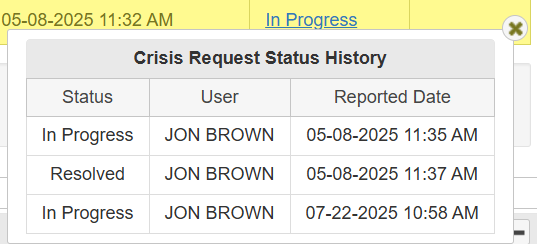 05-08-2025 11:32 AM In Progress
Crisis Request Status History
Status User Reported Date
In Progress JON BROWN 05-08-2025 11:35 AM
Resolved JON BROWN 05-08-2025 11:37 AM
In Progress JON BROWN 07-22-2025 10:58 AM